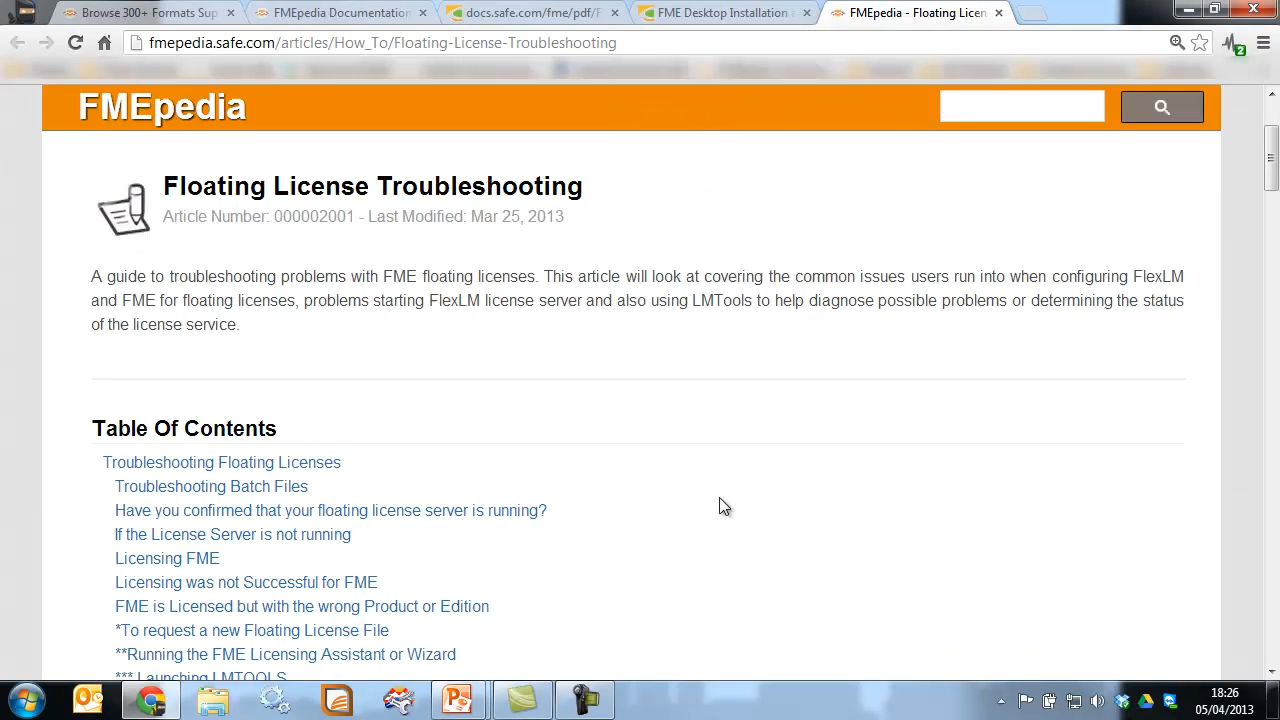 Browse 300+ Formats Sup
FMEpedia Documentation
docs.safe.com/fme/pdf/F
FME Desktop Installation a
FMEpedia - Floating Licen
fmepedia.safe.com/articles/How_To/Floating-License-Troubleshooting
2
FMEpedia
Floating License Troubleshooting
Article Number: 000002001 - Last Modified: Mar 25, 2013
A guide to troubleshooting problems with FME floating licenses. This article will look at covering the common issues users run into when configuring FlexLM
and FME for floating licenses, problems starting FlexLM license server and also using LMTools to help diagnose possible problems or determining the status
of the license service.
Table Of Contents
Troubleshooting Floating Licenses
Troubleshooting Batch Files
Have you confirmed that your floating license server is running?
If the License Server is not running
Licensing FME
Licensing was not Successful for FME
FME is Licensed but with the wrong Product or Edition
*To request a new Floating License File
**Running the FME Licensing Assistant or Wizard
*** Launching LMTOOLS
18:26
05/04/2013